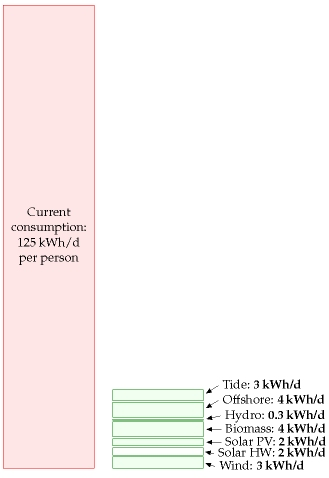 Current
consumption:
125 kWh/d
per person
Tide: 3 kWh/d
Offshore: 4 kWh/d
Hydro: 0.3 kWh/d
Biomass: 4 kWh/d
Solar PV: 2 kWh/d
Solar HW: 2 kWh/d
Wind: 3 kWh/d